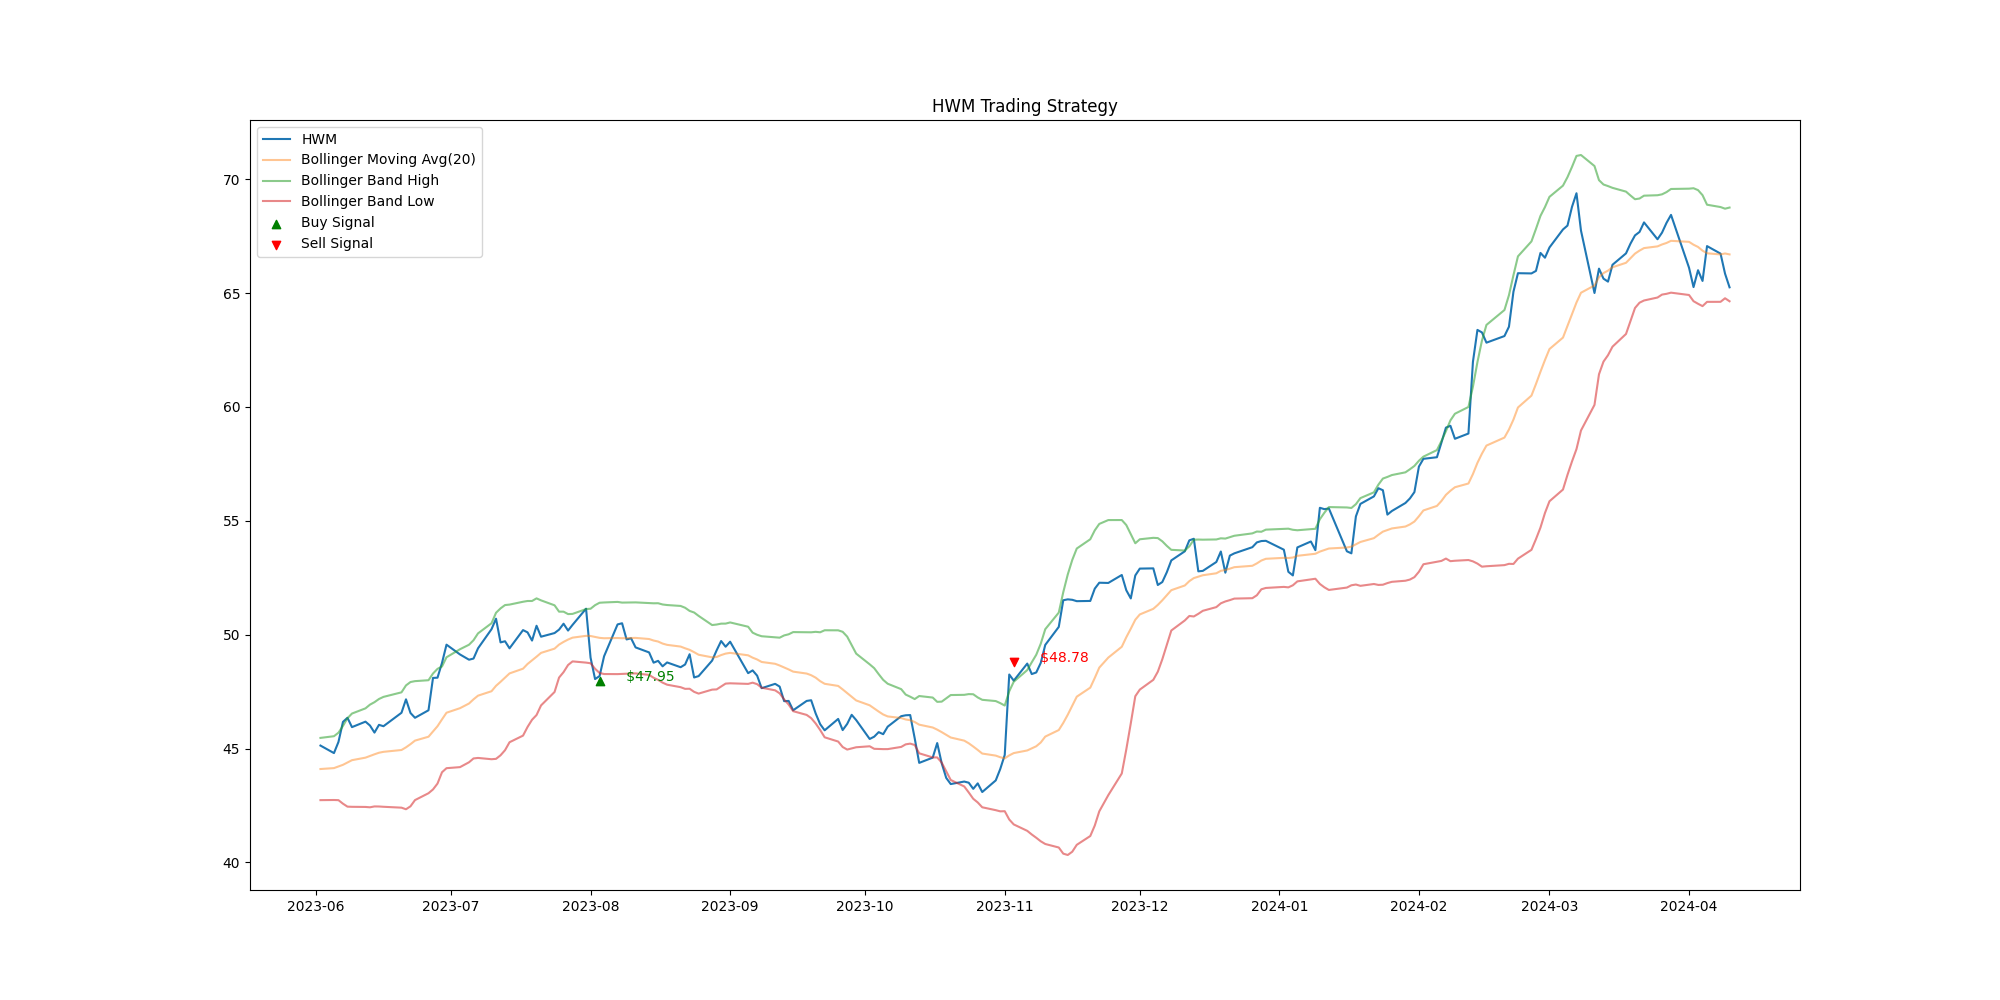 HWM Trading Strategy
HWM
Bollinger Moving Avg(20)
Bollinger Band High
Bollinger Band Low
Buy Signal
Sell Signal
70
65
60
55
50
45
40
$48.78
$47.95
2023-06 2023-07 2023-08 2023-09 2023-10 2023-11 2023-12 2024-01 2024-02 2024-03 2024-04